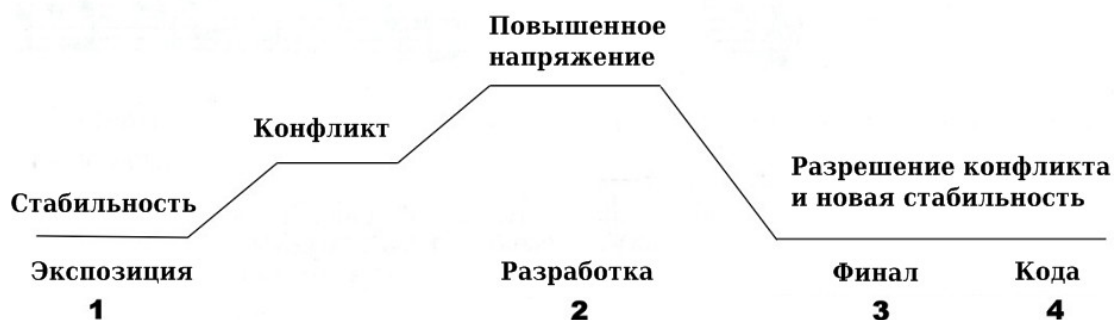 Повышенное
напряжение
Конфликт
Разрешение конфликта
и новая стабильность
Стабильность
Экспозиция
Разработка
Финал
Кода
1
2
3
4